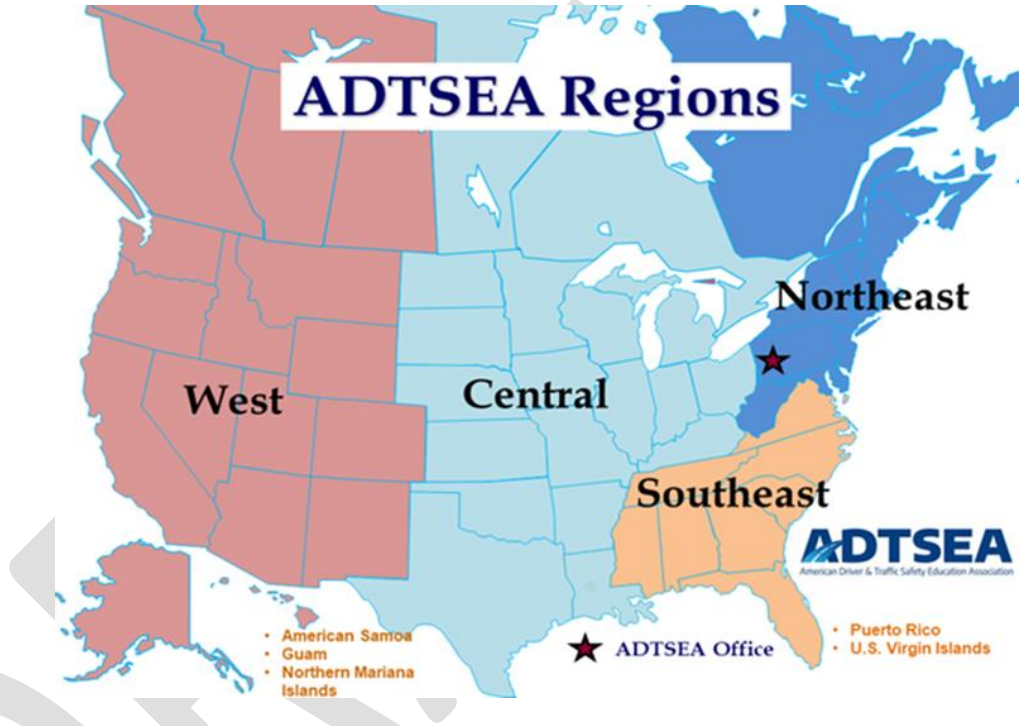 ADTSEA Regions
Northeast
West
Central
Southeast
ADTSEA
American Driver & Traffic Safety Education Association
• American Samoa
• Guam
• Northern Mariana
Islands
ADTSEA Office
• Puerto Rico
• U.S. Virgin Islands